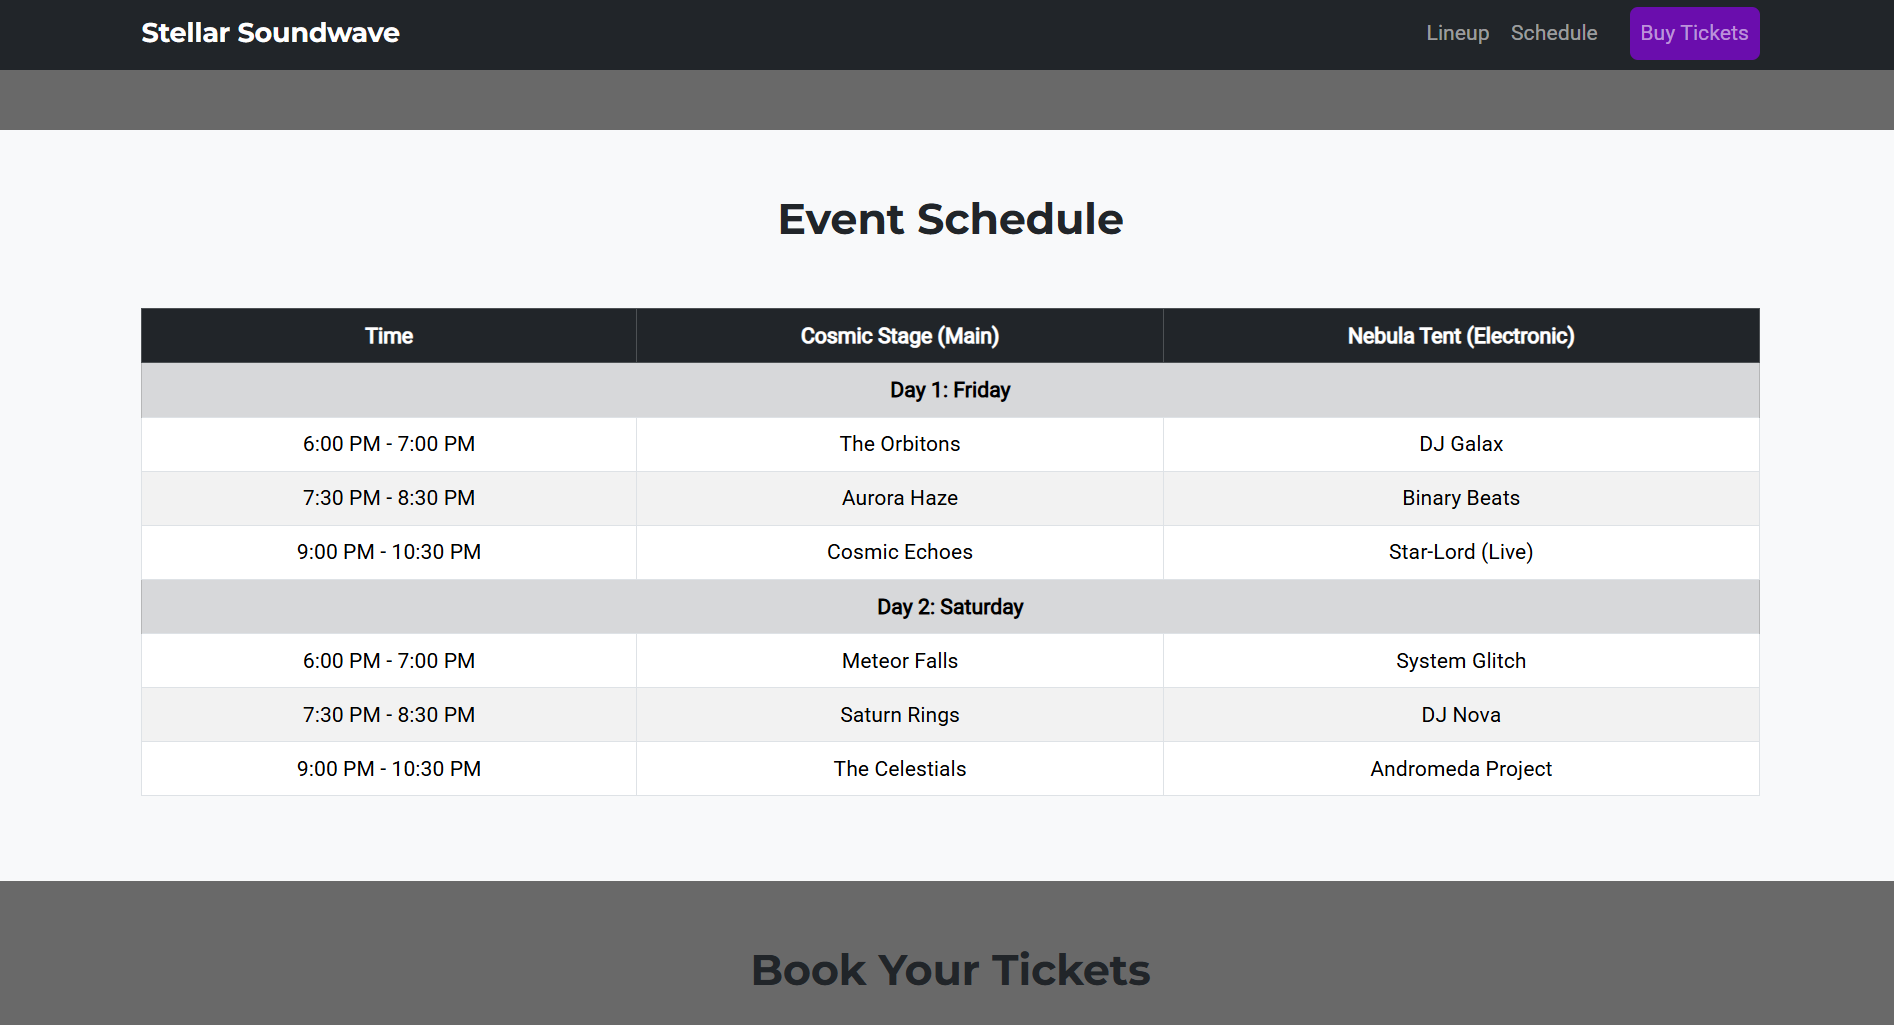 Stellar Soundwave Lineup Schedule Buy Tickets
Event Schedule
Time Cosmic Stage (Main) Nebula Tent (Electronic)
Day 1: Friday
6:00 PM - 7:00 PM The Orbitons DJ Galax
7:30 PM - 8:30 PM Aurora Haze Binary Beats
9:00 PM - 10:30 PM Cosmic Echoes Star-Lord (Live)
Day 2: Saturday
6:00 PM - 7:00 PM Meteor Falls System Glitch
7:30 PM - 8:30 PM Saturn Rings DJ Nova
9:00 PM - 10:30 PM The Celestials Andromeda Project
Book Your Tickets